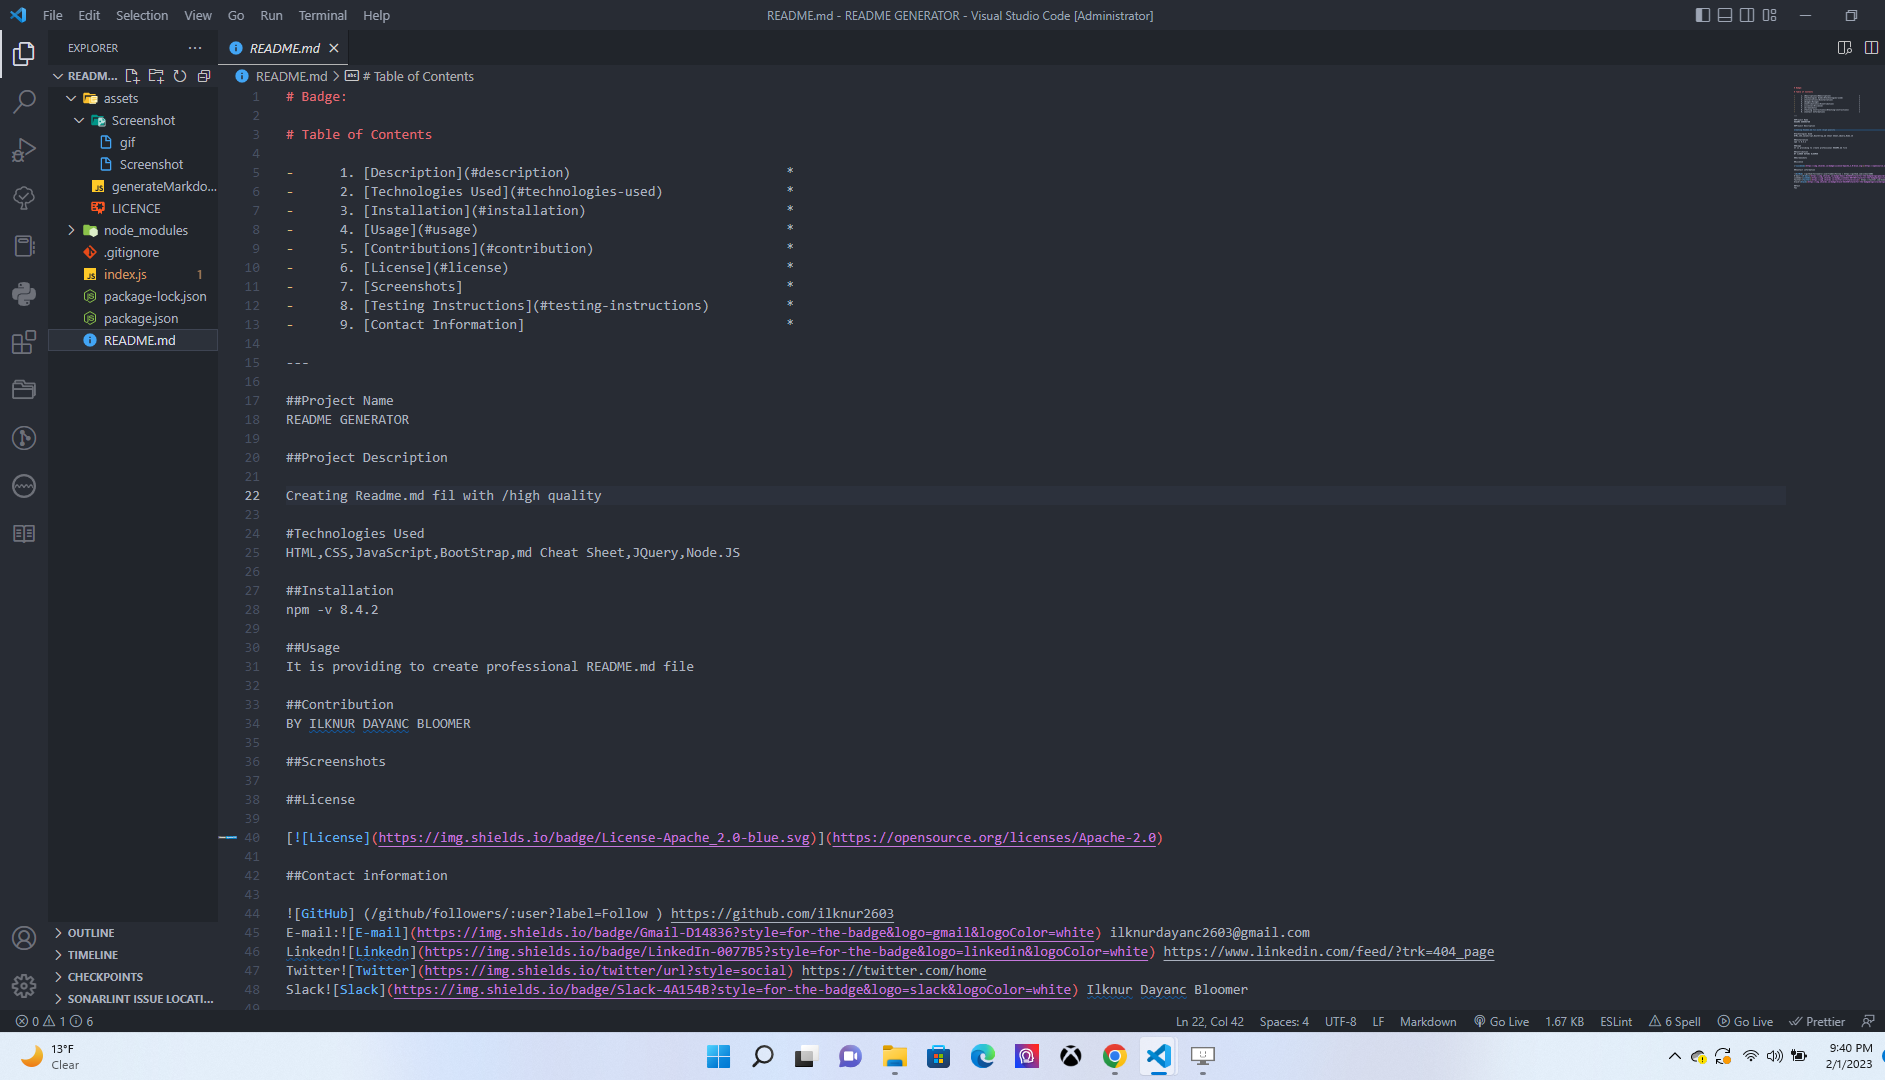 File Edit Selection View Go Run Terminal Help
README.md - README GENERATOR - Visual Studio Code [Administrator]
EXPLORER
README.md
READM...
README.md > # Table of Contents
assets
Screenshot
gif
Screenshot
generateMarkdo...
LICENCE
node_modules
.gitignore
index.js 1
package-lock.json
package.json
README.md
OUTLINE
TIMELINE
CHECKPOINTS
SONARLINT ISSUE LOCATI...
1 # Badge:
2
3 # Table of Contents
4
5 - 1. [Description](#description) *
6 - 2. [Technologies Used](#technologies-used) *
7 - 3. [Installation](#installation) *
8 - 4. [Usage](#usage) *
9 - 5. [Contributions](#contribution) *
10 - 6. [License](#license) *
11 - 7. [Screenshots] *
12 - 8. [Testing Instructions](#testing-instructions) *
13 - 9. [Contact Information] *
14
15 ---
16
17 ##Project Name
18 README GENERATOR
19
20 ##Project Description
21
22 Creating Readme.md fil with /high quality
23
24 #Technologies Used
25 HTML,CSS,JavaScript,BootStrap,md Cheat Sheet,JQuery,Node.JS
26
27 ##Installation
28 npm -v 8.4.2
29
30 ##Usage
31 It is providing to create professional README.md file
32
33 ##Contribution
34 BY ILKNUR DAYANC BLOOMER
35
36 ##Screenshots
37
38 ##License
39
40 [![License](https://img.shields.io/badge/License-Apache_2.0-blue.svg)](https://opensource.org/licenses/Apache-2.0)
41
42 ##Contact information
43
44 ![GitHub] (/github/followers/:user?label=Follow ) https://github.com/ilknur2603
45 E-mail:![E-mail](https://img.shields.io/badge/Gmail-D14836?style=for-the-badge&logo=gmail&logoColor=white) ilknurdayanc2603@gmail.com
46 Linkedn![Linkedn](https://img.shields.io/badge/LinkedIn-0077B5?style=for-the-badge&logo=linkedin&logoColor=white) https://www.linkedin.com/feed/?trk=404_page
47 Twitter![Twitter](https://img.shields.io/twitter/url?style=social) https://twitter.com/home
48 Slack![Slack](https://img.shields.io/badge/Slack-4A154B?style=for-the-badge&logo=slack&logoColor=white) Ilknur Dayanc Bloomer
49
0 1 6
Ln 22, Col 42 Spaces: 4 UTF-8 LF Markdown Go Live 1.67 KB ESLint 6 Spell Go Live Prettier
13°F
Clear
9:40 PM
2/1/2023